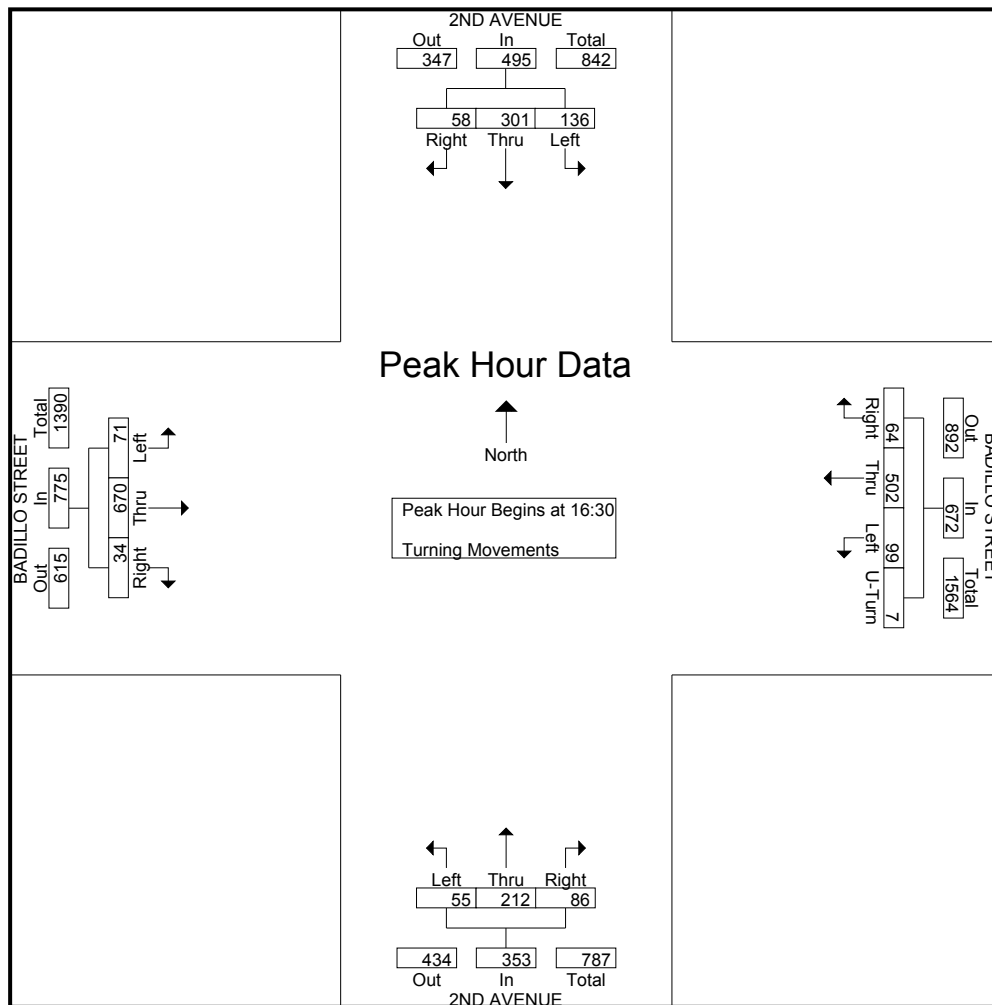 2ND AVENUE
Out In Total
347 495 842
58 301 136
Right Thru Left
Peak Hour Data
North
Peak Hour Begins at 16:30
Turning Movements
BADILLO STREET
Out In Total
615 775 1390
34 670 71
Right Thru Left
BADILLO STREET
Out In Total
892 672 1564
64 502 99 7
Right Thru Left U-Turn
Left Thru Right
55 212 86
434 353 787
Out In Total
2ND AVENUE